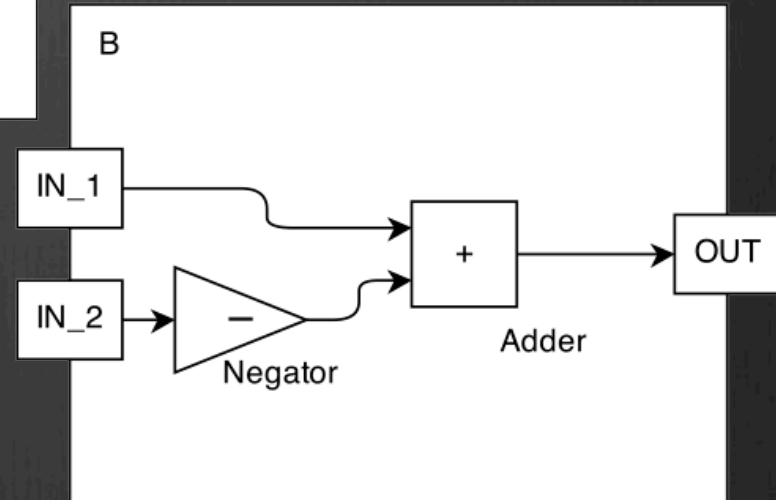 B
IN_1
IN_2
−
Negator
+
Adder
OUT